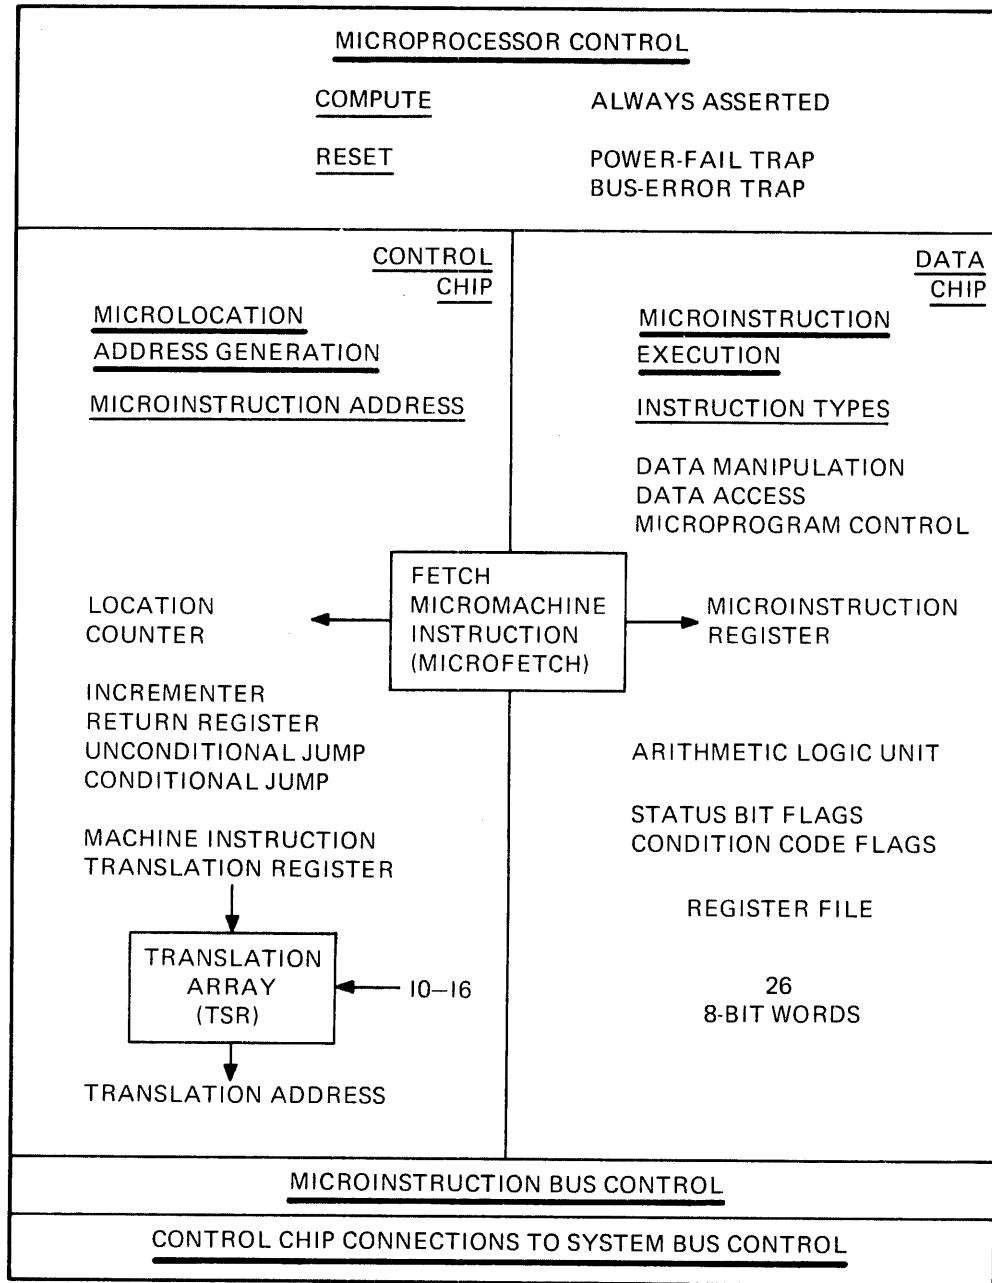 MICROPROCESSOR CONTROL
COMPUTE ALWAYS ASSERTED
RESET POWER-FAIL TRAP
BUS-ERROR TRAP
CONTROL
CHIP
MICROLOCATION
ADDRESS GENERATION
MICROINSTRUCTION ADDRESS
LOCATION
COUNTER
INCREMENTER
RETURN REGISTER
UNCONDITIONAL JUMP
CONDITIONAL JUMP
MACHINE INSTRUCTION
TRANSLATION REGISTER
TRANSLATION
ARRAY
(TSR)
I0–I6
TRANSLATION ADDRESS
FETCH
MICROMACHINE
INSTRUCTION
(MICROFETCH)
DATA
CHIP
MICROINSTRUCTION
EXECUTION
INSTRUCTION TYPES
DATA MANIPULATION
DATA ACCESS
MICROPROGRAM CONTROL
MICROINSTRUCTION
REGISTER
ARITHMETIC LOGIC UNIT
STATUS BIT FLAGS
CONDITION CODE FLAGS
REGISTER FILE
26
8-BIT WORDS
MICROINSTRUCTION BUS CONTROL
CONTROL CHIP CONNECTIONS TO SYSTEM BUS CONTROL